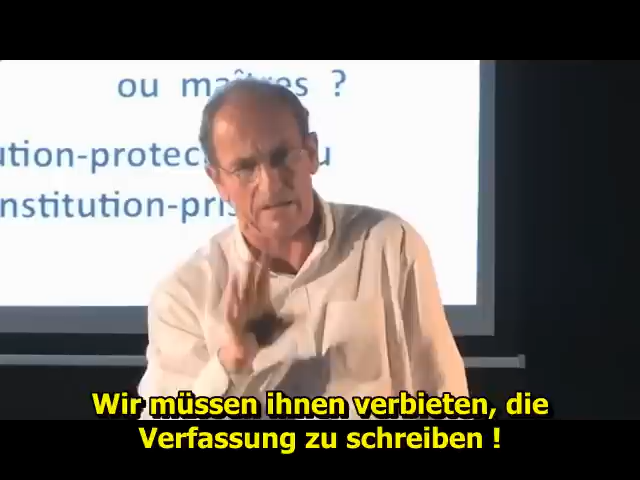 ou maîtres ?
ution-protec u
nstitution-pris
Wir müssen ihnen verbieten, die
Verfassung zu schreiben !